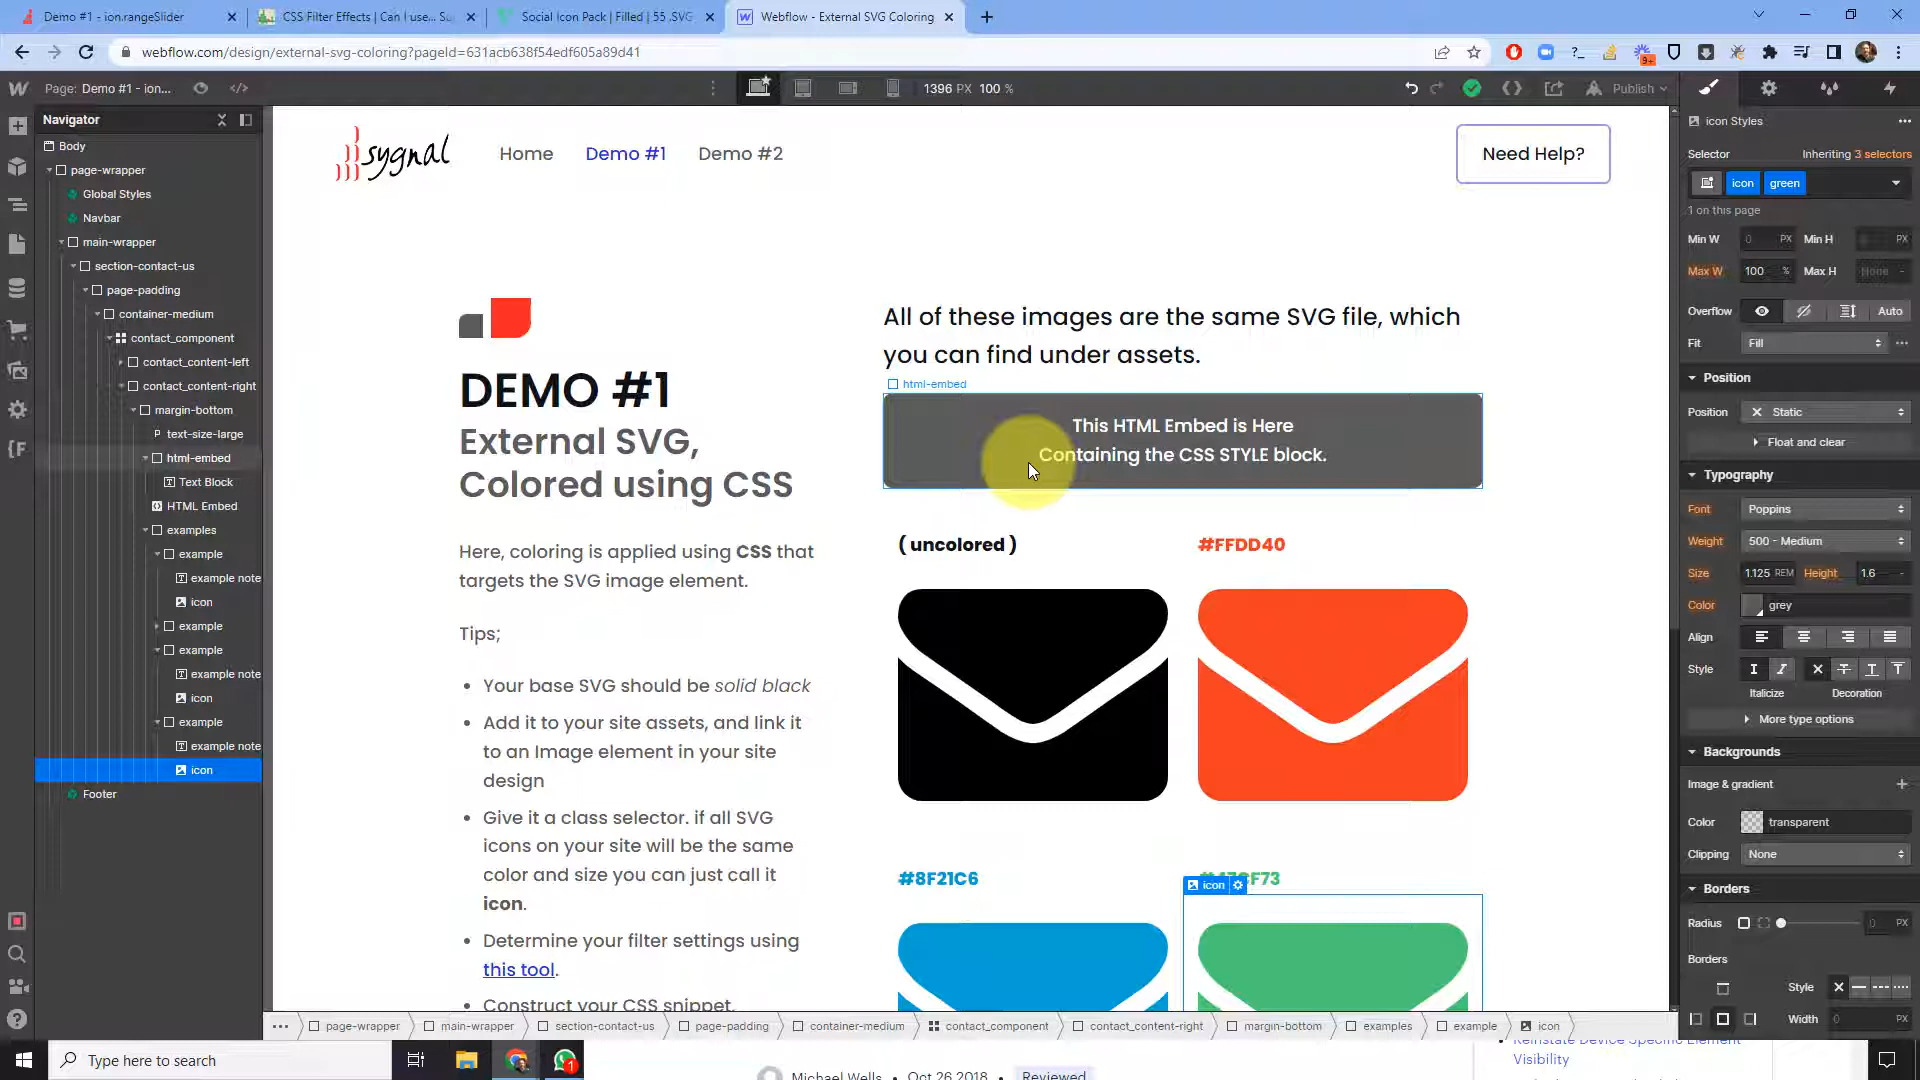 Demo #1 - ion.rangeSlider
CSS Filter Effects | Can I use... Su
Social Icon Pack | Filled | 55 .SVG
Webflow - External SVG Coloring
webflow.com/design/external-svg-coloring?pageId=631acb638f54edf605a89d41
9+
Page: Demo #1 - ion...
1396 PX 100 %
Publish
Navigator
Body
page-wrapper
Global Styles
Navbar
main-wrapper
section-contact-us
page-padding
container-medium
contact_component
contact_content-left
contact_content-right
margin-bottom
text-size-large
html-embed
Text Block
HTML Embed
examples
example
example note
icon
example
example
example note
icon
example
example note
icon
Footer
sygnal
Home
Demo #1
Demo #2
Need Help?
DEMO #1
External SVG,
Colored using CSS
Here, coloring is applied using CSS that
targets the SVG image element.
Tips;
• Your base SVG should be solid black
• Add it to your site assets, and link it
to an Image element in your site
design
• Give it a class selector. if all SVG
icons on your site will be the same
color and size you can just call it
icon.
• Determine your filter settings using
this tool.
• Construct your CSS snippet.
All of these images are the same SVG file, which
you can find under assets.
html-embed
This HTML Embed is Here
Containing the CSS STYLE block.
( uncolored )
#FFDD40
#8F21C6
icon
CF73
icon Styles
Selector
Inheriting 3 selectors
icon
green
1 on this page
Min W 0 PX Min H PX
Max W 100 % Max H None -
Overflow Auto
Fit Fill
Position
Position Static
Float and clear
Typography
Font Poppins
Weight 500 - Medium
Size 1.125 REM Height 1.6 -
Color grey
Align
Style
Italicize Decoration
More type options
Backgrounds
Image & gradient
Color transparent
Clipping None
Borders
Radius 0 PX
Borders
Style
Width 0 PX
page-wrapper
main-wrapper
section-contact-us
page-padding
container-medium
contact_component
contact_content-right
margin-bottom
examples
example
icon
Type here to search
1
Michael Wells • Oct 26 2018 • Reviewed
Reinstate Device Specific Element
Visibility